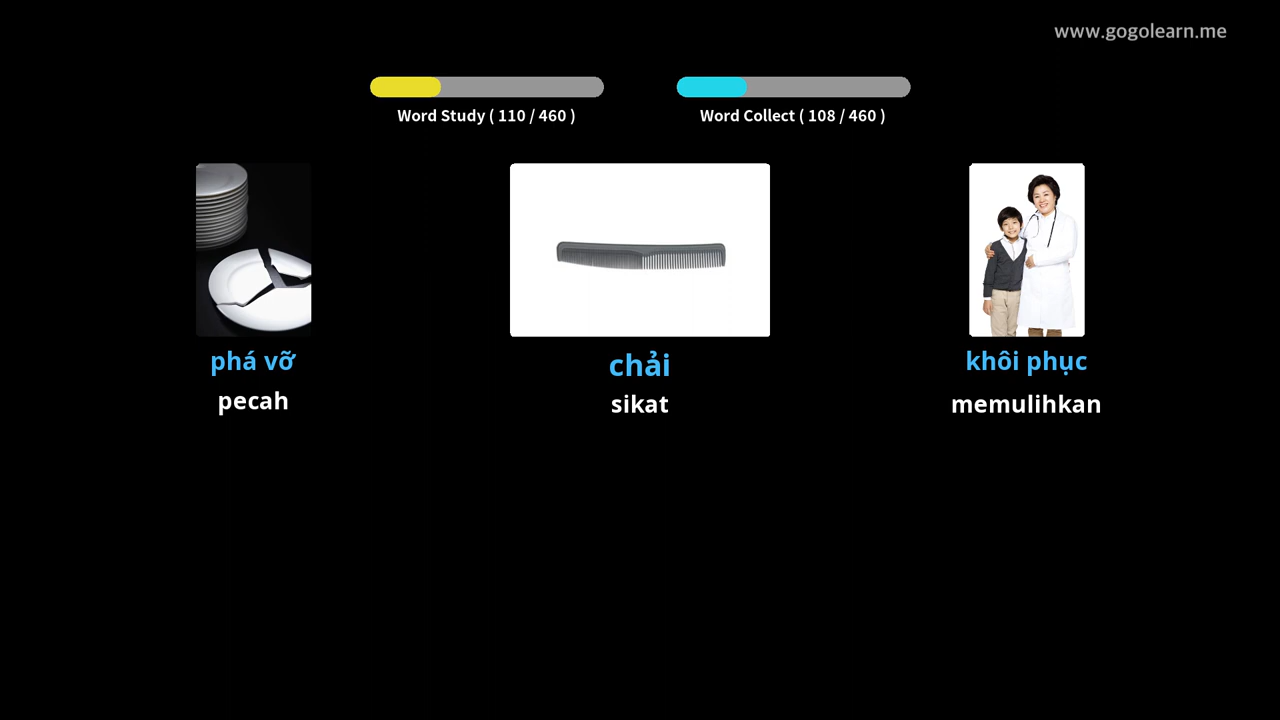 www.gogolearn.me
Word Study ( 110 / 460 )
Word Collect ( 108 / 460 )
phá vỡ
pecah
chải
sikat
khôi phục
memulihkan